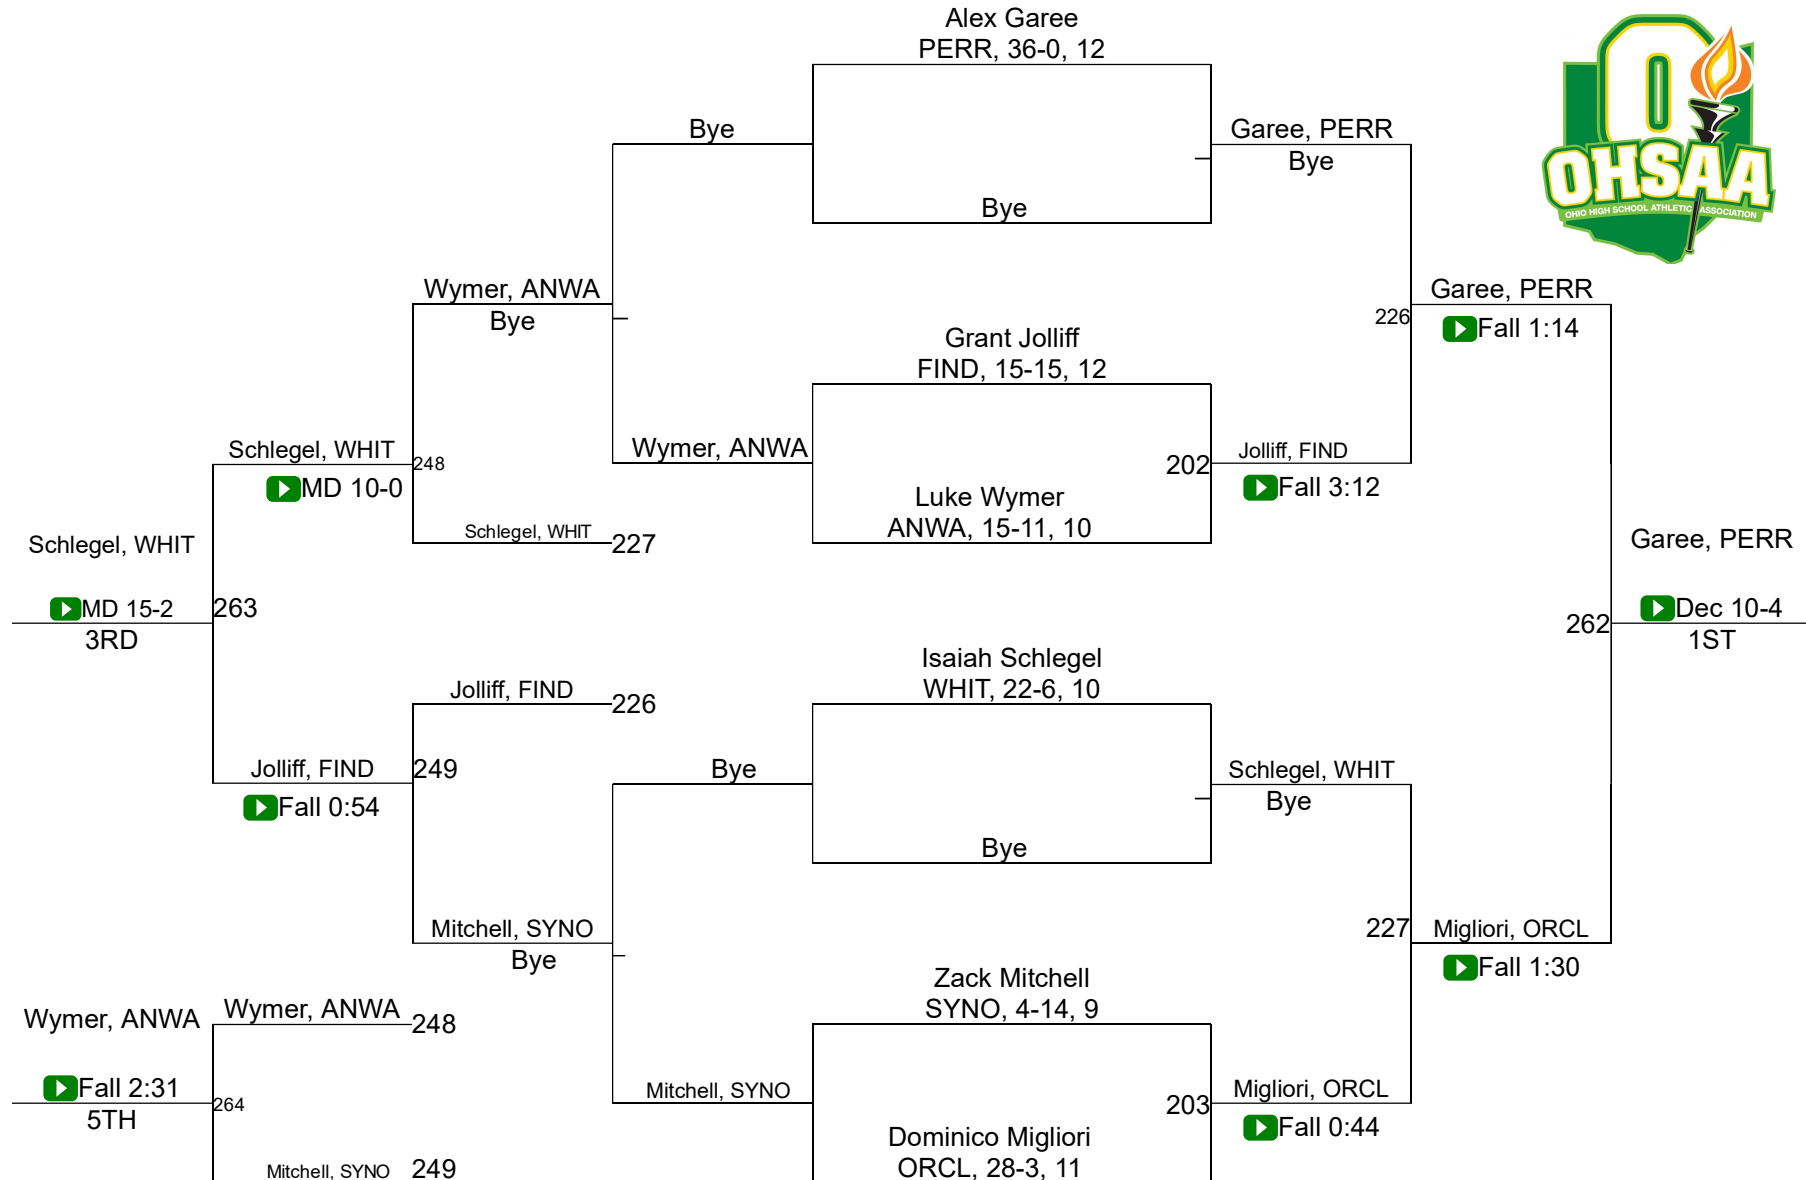 Alex Garee
PERR, 36-0, 12
Bye
Garee, PERR
Bye
Bye
OHSAA
OHIO HIGH SCHOOL ATHLETIC ASSOCIATION
Wymer, ANWA
Bye
Garee, PERR
226
Fall 1:14
Grant Jolliff
FIND, 15-15, 12
Schlegel, WHIT
248
MD 10-0
Wymer, ANWA
202
Jolliff, FIND
Fall 3:12
Luke Wymer
ANWA, 15-11, 10
Schlegel, WHIT
227
Schlegel, WHIT
MD 15-2
263
3RD
Garee, PERR
262
Dec 10-4
1ST
Isaiah Schlegel
WHIT, 22-6, 10
Jolliff, FIND
226
Jolliff, FIND
249
Fall 0:54
Bye
Schlegel, WHIT
Bye
Bye
Mitchell, SYNO
Bye
227
Migliori, ORCL
Fall 1:30
Zack Mitchell
SYNO, 4-14, 9
Wymer, ANWA
Wymer, ANWA
248
Fall 2:31
264
5TH
Mitchell, SYNO
203
Migliori, ORCL
Fall 0:44
Dominico Migliori
ORCL, 28-3, 11
Mitchell, SYNO
249